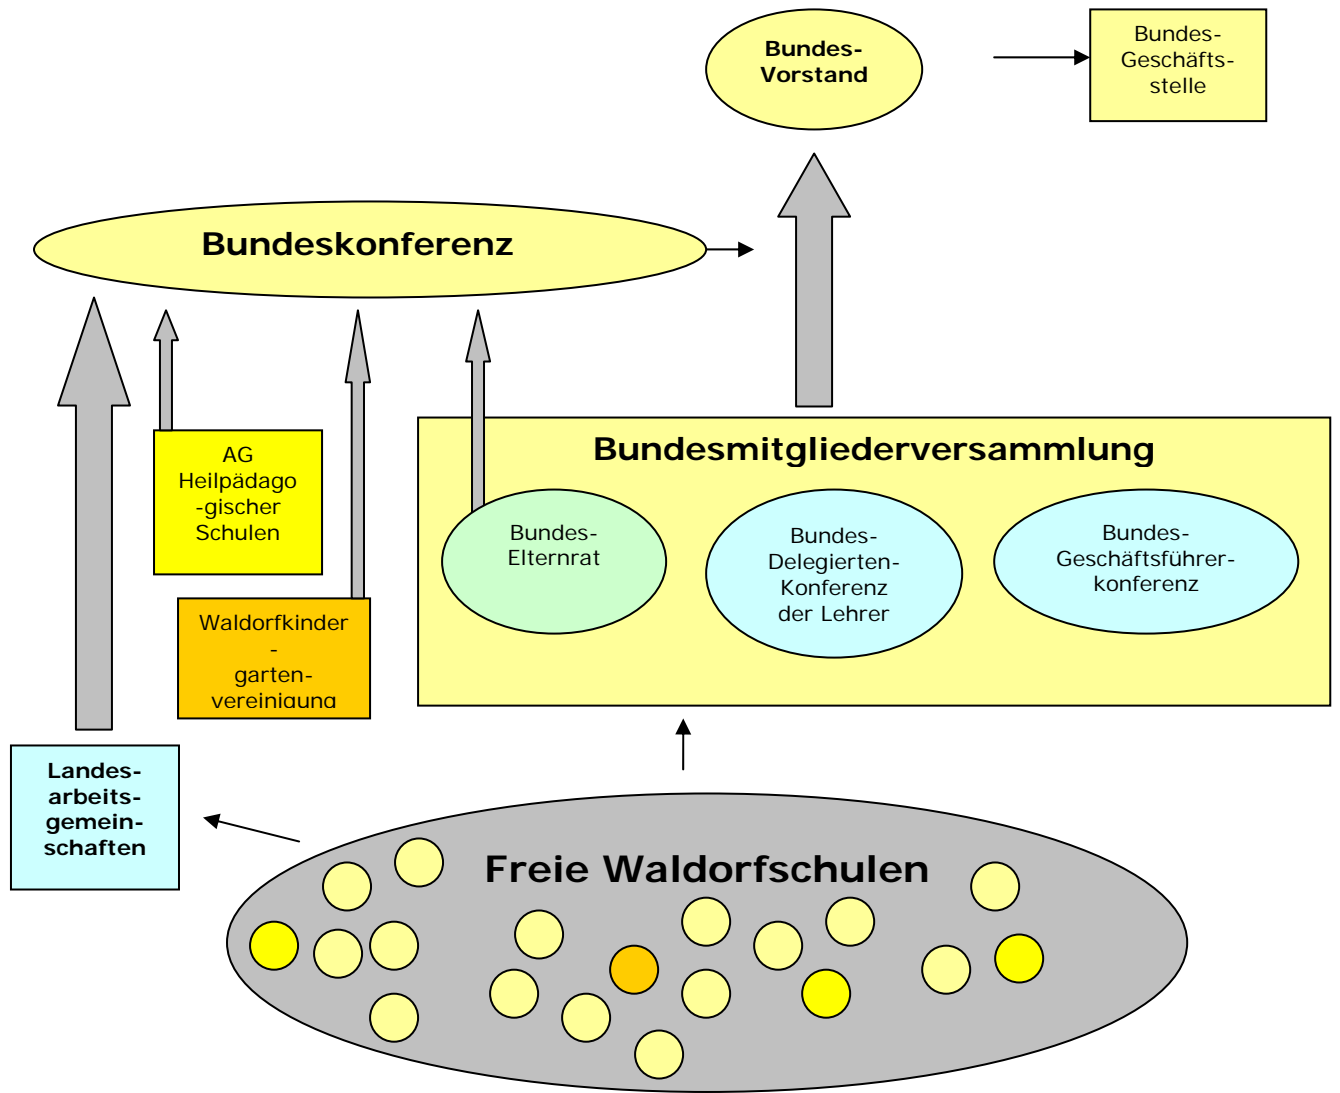 Bundes-
Vorstand
Bundes-
Geschäfts-
stelle
Bundeskonferenz
AG
Heilpädago
-gischer
Schulen
Waldorfkinder
-
garten-
vereinigung
Bundesmitgliederversammlung
Bundes-
Elternrat
Bundes-
Delegierten-
Konferenz
der Lehrer
Bundes-
Geschäftsführer-
konferenz
Landes-
arbeits-
gemein-
schaften
Freie Waldorfschulen